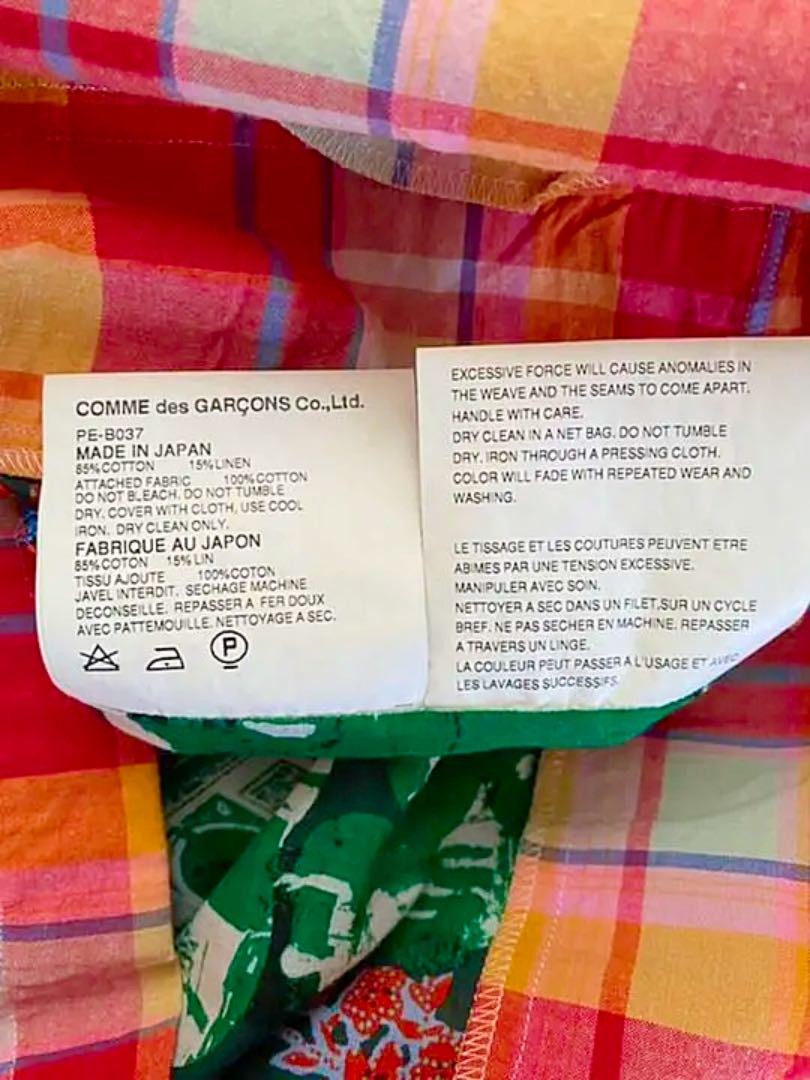 COMME des GARÇONS Co.,Ltd.
PE-B037
MADE IN JAPAN
85%COTTON 15%LINEN
ATTACHED FABRIC 100%COTTON
DO NOT BLEACH. DO NOT TUMBLE
DRY. COVER WITH CLOTH, USE COOL
IRON. DRY CLEAN ONLY.
FABRIQUE AU JAPON
85%COTON 15%LIN
TISSU AJOUTE 100%COTON
JAVEL INTERDIT. SECHAGE MACHINE
DECONSEILLE. REPASSER A FER DOUX
AVEC PATTEMOUILLE. NETTOYAGE A SEC.
P
EXCESSIVE FORCE WILL CAUSE ANOMALIES IN
THE WEAVE AND THE SEAMS TO COME APART.
HANDLE WITH CARE.
DRY CLEAN IN A NET BAG. DO NOT TUMBLE
DRY. IRON THROUGH A PRESSING CLOTH.
COLOR WILL FADE WITH REPEATED WEAR AND
WASHING.
LE TISSAGE ET LES COUTURES PEUVENT ETRE
ABIMES PAR UNE TENSION EXCESSIVE.
MANIPULER AVEC SOIN.
NETTOYER A SEC DANS UN FILET,SUR UN CYCLE
BREF. NE PAS SECHER EN MACHINE. REPASSER
A TRAVERS UN LINGE.
LA COULEUR PEUT PASSER A L'USAGE ET AVEC
LES LAVAGES SUCCESSIFS.